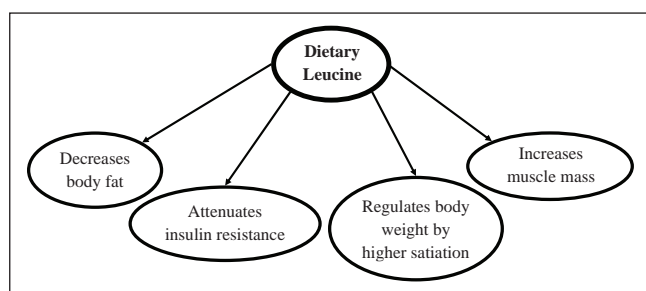 Dietary
Leucine
Decreases
body fat
Attenuates
insulin resistance
Regulates body
weight by
higher satiation
Increases
muscle mass